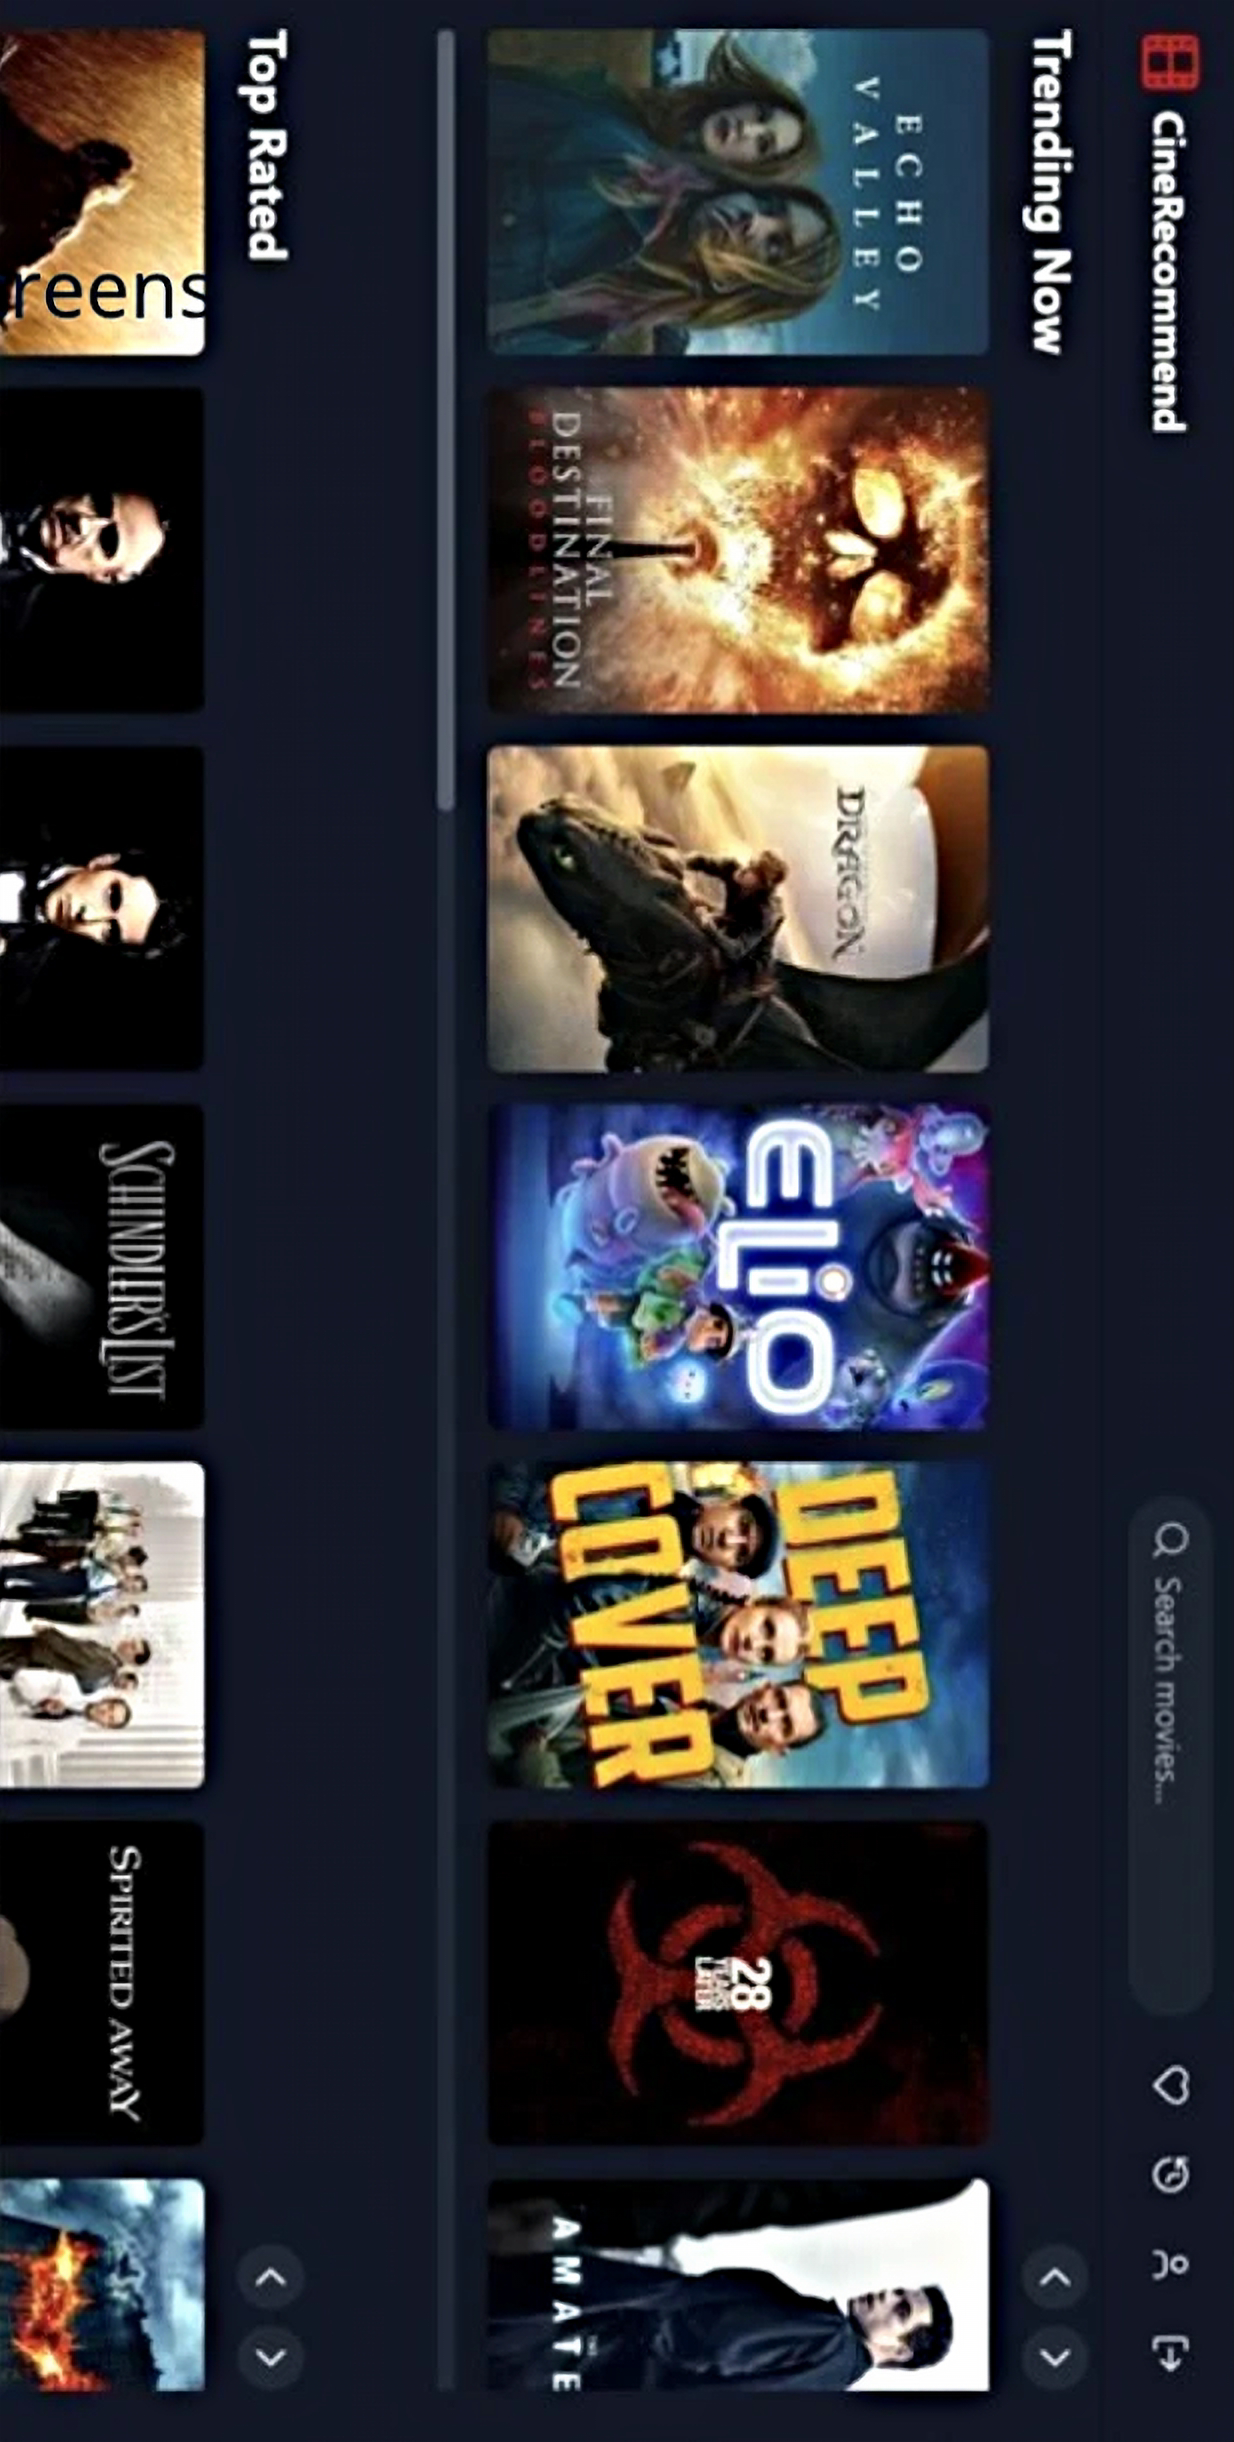 CineRecommend
Search movies...
Trending Now
ECHO
VALLEY
FINAL
DESTINATION
BLOODLINES
DRAGON
ELIO
DEEP
COVER
28
YEARS
LATER
AMATE
Top Rated
reens
SCHINDLER'S LIST
SPIRITED AWAY